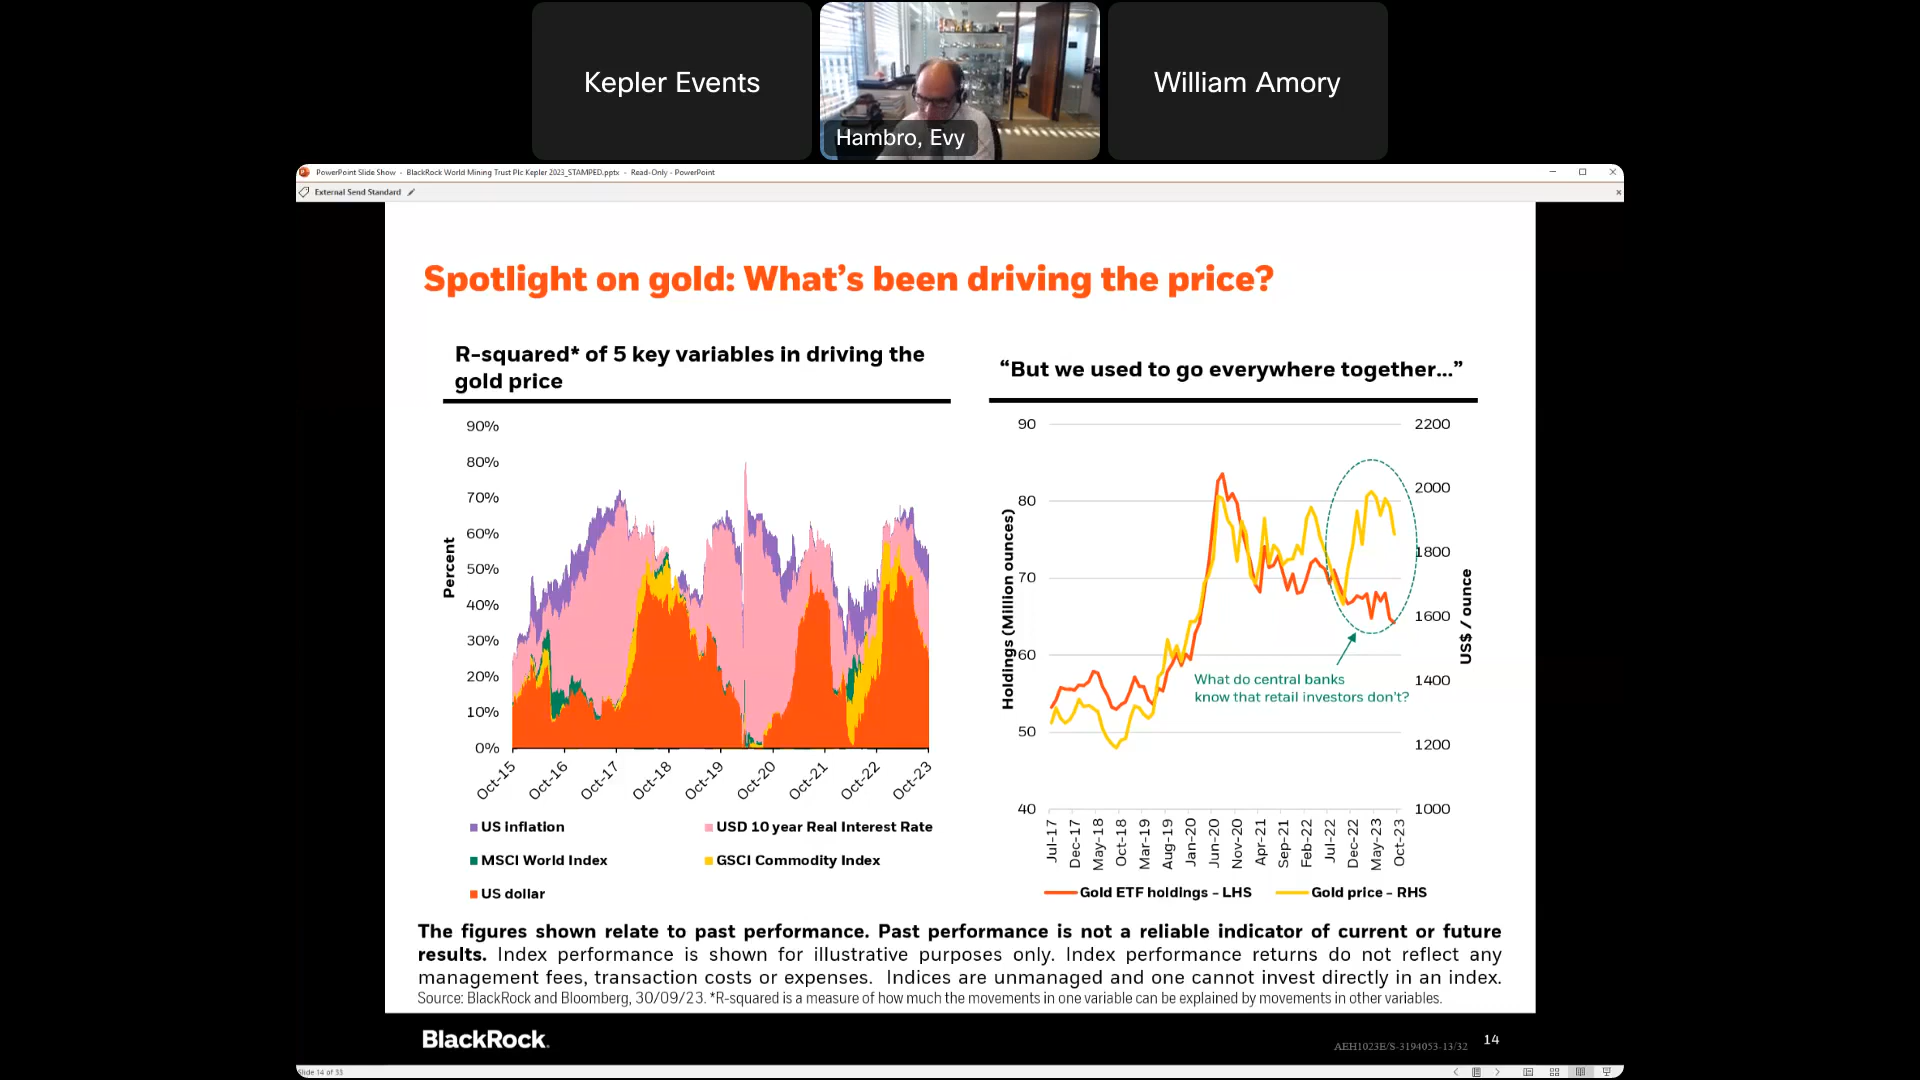 Kepler Events
Hambro, Evy
William Amory
PowerPoint Slide Show - BlackRock World Mining Trust Plc Kepler 2023_STAMPED.pptx - Read-Only - PowerPoint
External Send Standard
Spotlight on gold: What's been driving the price?
R-squared* of 5 key variables in driving the
gold price
Percent
90%
80%
70%
60%
50%
40%
30%
20%
10%
0%
Oct-15
Oct-16
Oct-17
Oct-18
Oct-19
Oct-20
Oct-21
Oct-22
Oct-23
US inflation
USD 10 year Real Interest Rate
MSCI World Index
GSCI Commodity Index
US dollar
“But we used to go everywhere together...”
Holdings (Million ounces)
90
80
70
60
50
40
2200
2000
1800
1600
1400
1200
1000
US$ / ounce
What do central banks
know that retail investors don't?
Jul-17
Dec-17
May-18
Oct-18
Mar-19
Aug-19
Jan-20
Jun-20
Nov-20
Apr-21
Sep-21
Feb-22
Jul-22
Dec-22
May-23
Oct-23
Gold ETF holdings - LHS
Gold price - RHS
The figures shown relate to past performance. Past performance is not a reliable indicator of current or future
results. Index performance is shown for illustrative purposes only. Index performance returns do not reflect any
management fees, transaction costs or expenses. Indices are unmanaged and one cannot invest directly in an index.
Source: BlackRock and Bloomberg, 30/09/23. *R-squared is a measure of how much the movements in one variable can be explained by movements in other variables.
BlackRock.
AEH1023E/S-3194053-13/32
14
Slide 14 of 33